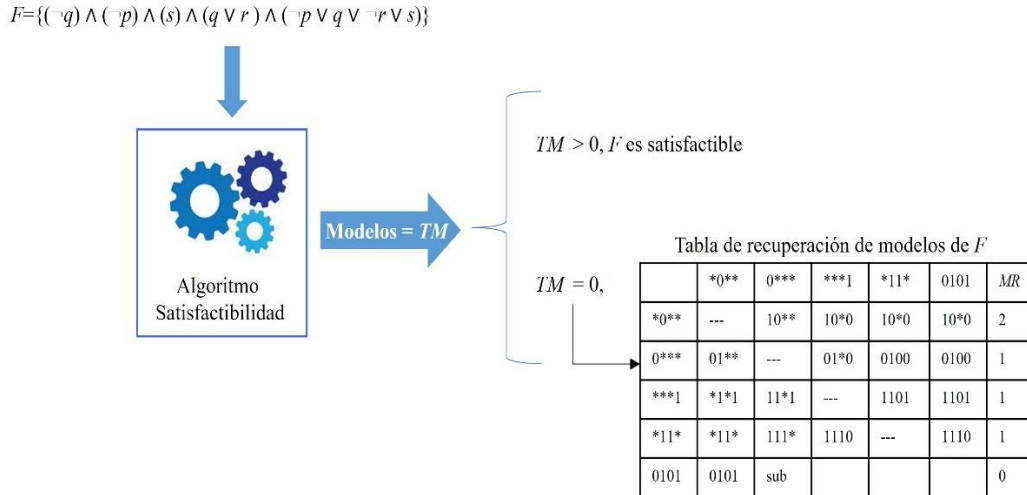 F={(¬q) ∧ (¬p) ∧ (s) ∧ (q ∨ r ) ∧ (¬p ∨ q ∨ ¬r ∨ s)}
Algoritmo
Satisfactibilidad
Modelos = TM
TM > 0, F es satisfactible
TM = 0,
Tabla de recuperación de modelos de F
*0** 0*** ***1 *11* 0101 MR
*0** --- 10** 10*0 10*0 10*0 2
0*** 01** --- 01*0 0100 0100 1
***1 *1*1 11*1 --- 1101 1101 1
*11* *11* 111* 1110 --- 1110 1
0101 0101 sub 0